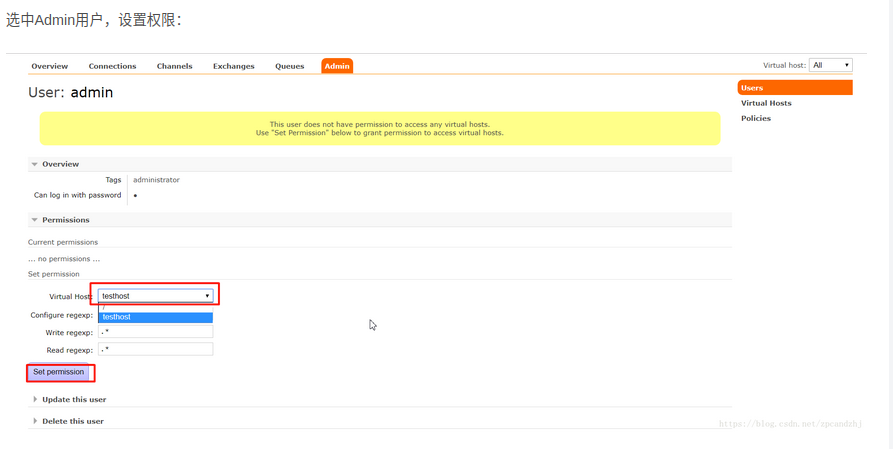 选中Admin用户，设置权限：
Overview Connections Channels Exchanges Queues Admin Virtual host: All
User: admin
Users
Virtual Hosts
Policies
This user does not have permission to access any virtual hosts.
Use "Set Permission" below to grant permission to access virtual hosts.
Overview
Tags administrator
Can log in with password •
Permissions
Current permissions
... no permissions ...
Set permission
Virtual Host: testhost
/
Configure regexp: testhost
Write regexp: .*
Read regexp: .*
Set permission
Update this user
Delete this user
https://blog.csdn.net/zpcandzhj